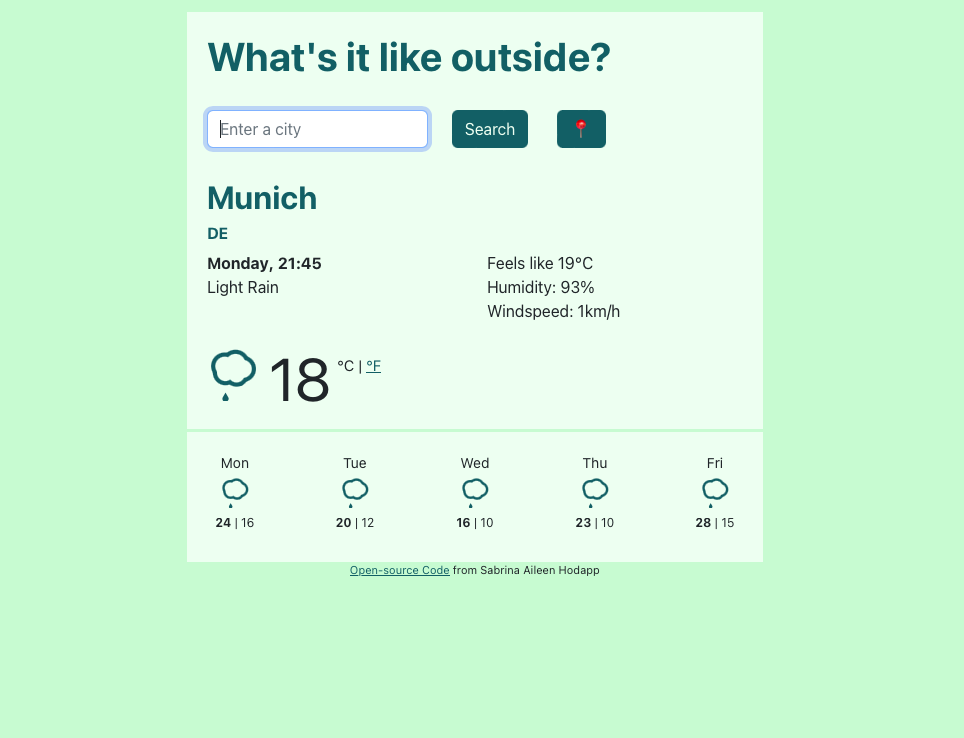 What's it like outside?
Enter a city
Search
Munich
DE
Monday, 21:45
Light Rain
Feels like 19°C
Humidity: 93%
Windspeed: 1km/h
18 °C | °F
Mon Tue Wed Thu Fri
24 | 16 20 | 12 16 | 10 23 | 10 28 | 15
Open-source Code from Sabrina Aileen Hodapp